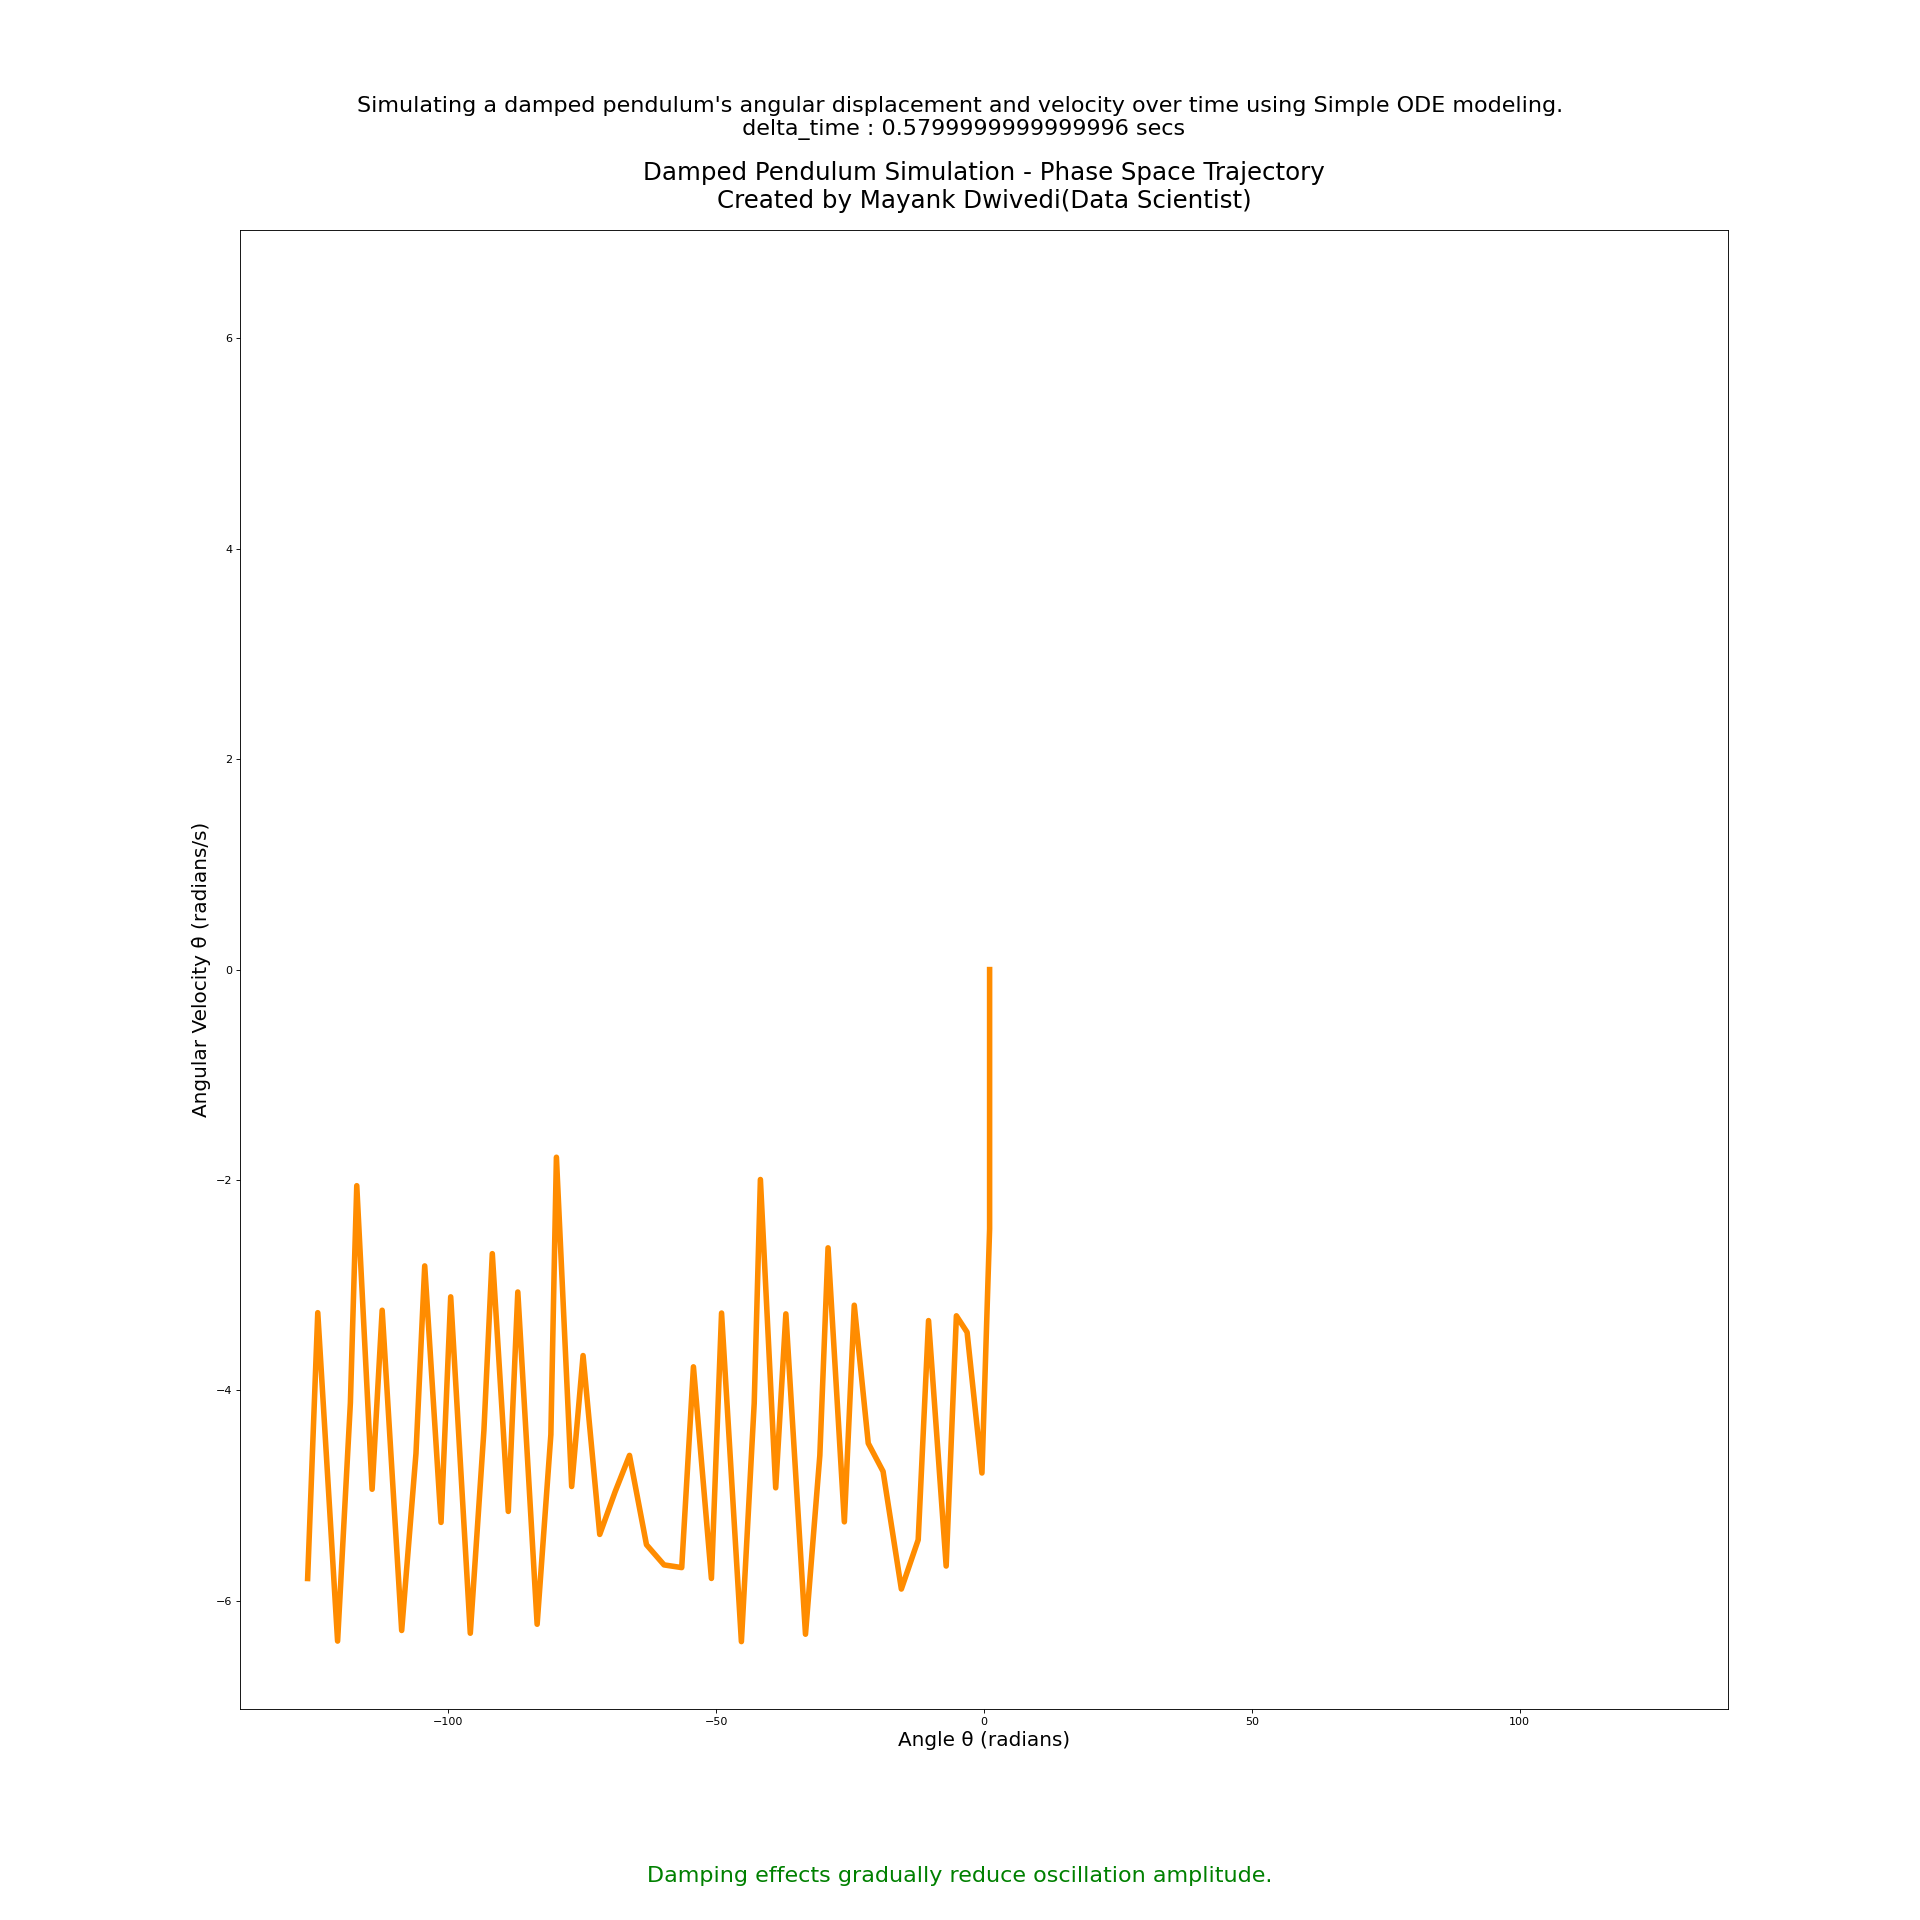 Simulating a damped pendulum's angular displacement and velocity over time using Simple ODE modeling.
delta_time : 0.5799999999999996 secs
Damped Pendulum Simulation - Phase Space Trajectory
Created by Mayank Dwivedi(Data Scientist)
6
4
2
0
−2
−4
−6
Angular Velocity θ̇ (radians/s)
−100
−50
0
50
100
Angle θ (radians)
Damping effects gradually reduce oscillation amplitude.